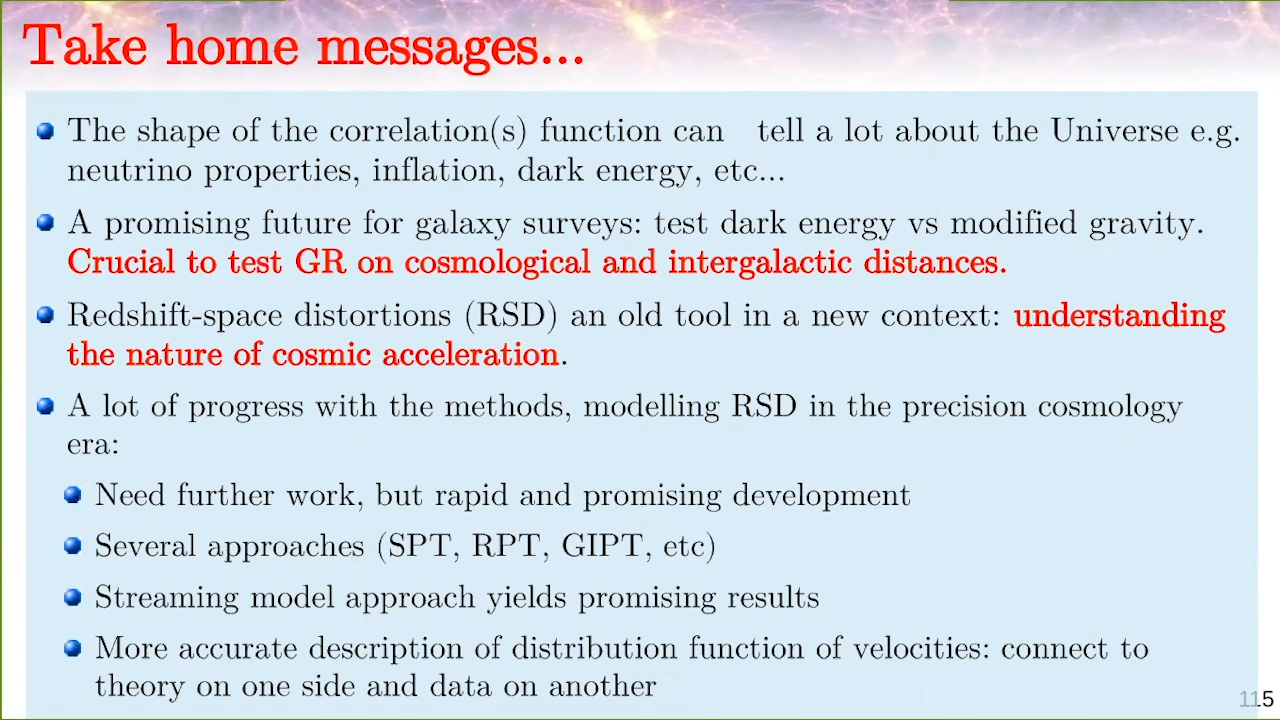 Take home messages...
The shape of the correlation(s) function can tell a lot about the Universe e.g.
neutrino properties, inflation, dark energy, etc...
A promising future for galaxy surveys: test dark energy vs modified gravity.
Crucial to test GR on cosmological and intergalactic distances.
Redshift-space distortions (RSD) an old tool in a new context: understanding
the nature of cosmic acceleration.
A lot of progress with the methods, modelling RSD in the precision cosmology
era:
Need further work, but rapid and promising development
Several approaches (SPT, RPT, GIPT, etc)
Streaming model approach yields promising results
More accurate description of distribution function of velocities: connect to
theory on one side and data on another
115